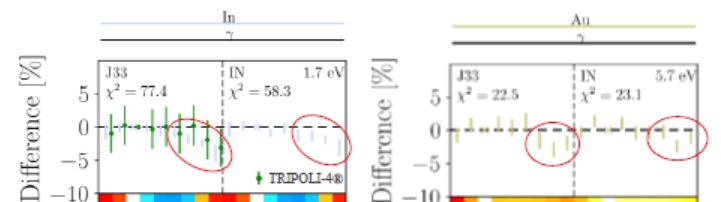 In
γ
Difference [%]
5
0
−5
−10
J33
χ² = 77.4
IN
χ² = 58.3
1.7 eV
TRIPOLI-4®
Au
γ
Difference [%]
5
0
−5
−10
J33
χ² = 22.5
IN
χ² = 23.1
5.7 eV